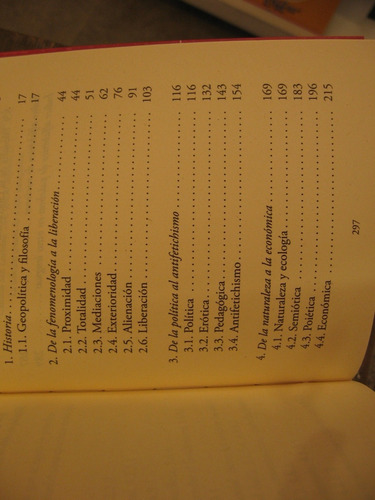 1. Historia . . . . . . . . . . 17
1.1. Geopolítica y filosofía . . . . . . . . . . 17
2. De la fenomenología a la liberación . . . . . . . . . . 44
2.1. Proximidad . . . . . . . . . . 44
2.2. Totalidad . . . . . . . . . . 51
2.3. Mediaciones . . . . . . . . . . 62
2.4. Exterioridad . . . . . . . . . . 76
2.5. Alienación . . . . . . . . . . 91
2.6. Liberación . . . . . . . . . . 103
3. De la política al antifetichismo . . . . . . . . . . 116
3.1. Política . . . . . . . . . . 116
3.2. Erótica . . . . . . . . . . 132
3.3. Pedagógica . . . . . . . . . . 143
3.4. Antifetichismo . . . . . . . . . . 154
4. De la naturaleza a la económica . . . . . . . . . . 169
4.1. Naturaleza y ecología . . . . . . . . . . 169
4.2. Semiótica . . . . . . . . . . 183
4.3. Poiética . . . . . . . . . . 196
4.4. Económica . . . . . . . . . . 215
297